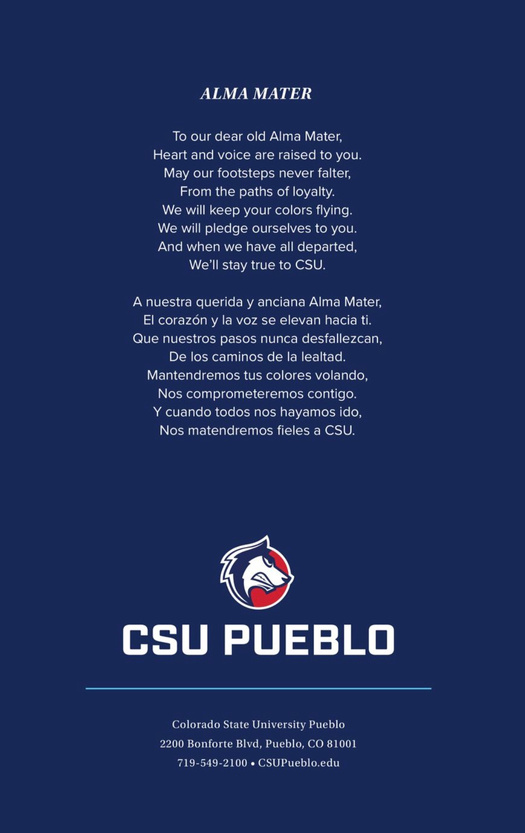 ALMA MATER
To our dear old Alma Mater,
Heart and voice are raised to you.
May our footsteps never falter,
From the paths of loyalty.
We will keep your colors flying.
We will pledge ourselves to you.
And when we have all departed,
We'll stay true to CSU.
A nuestra querida y anciana Alma Mater,
El corazón y la voz se elevan hacia ti.
Que nuestros pasos nunca desfallezcan,
De los caminos de la lealtad.
Mantendremos tus colores volando,
Nos comprometeremos contigo.
Y cuando todos nos hayamos ido,
Nos matendremos fieles a CSU.
CSU PUEBLO
Colorado State University Pueblo
2200 Bonforte Blvd, Pueblo, CO 81001
719-549-2100 • CSUPueblo.edu